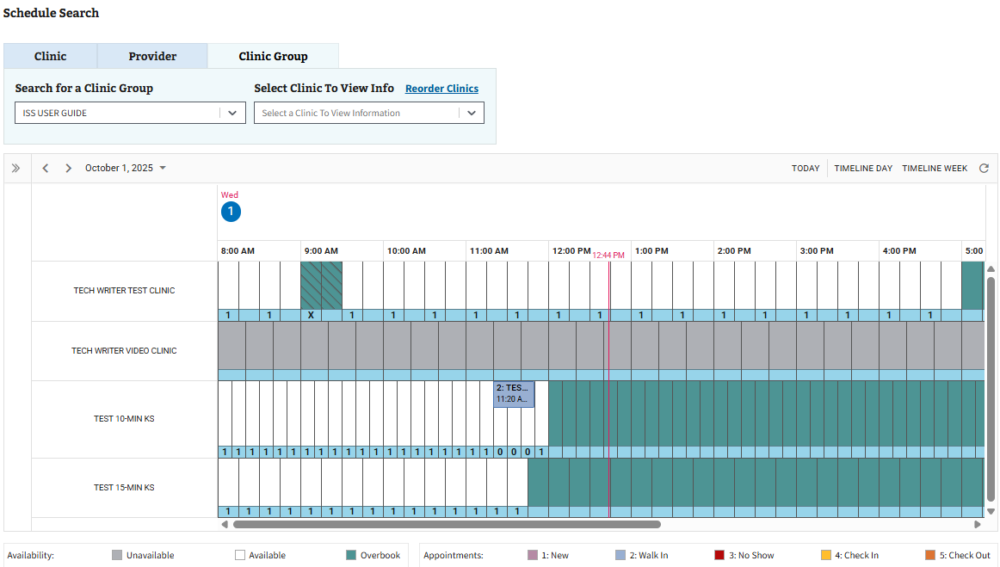 Schedule Search
Clinic Provider Clinic Group
Search for a Clinic Group Select Clinic To View Info Reorder Clinics
ISS USER GUIDE Select a Clinic To View Information
October 1, 2025 TODAY TIMELINE DAY TIMELINE WEEK
Wed
1
8:00 AM 9:00 AM 10:00 AM 11:00 AM 12:00 PM 12:44 PM 1:00 PM 2:00 PM 3:00 PM 4:00 PM 5:00
TECH WRITER TEST CLINIC
1 1 X 1 1 1 1 1 1 1 1 1 1 1 1 1 1 1
TECH WRITER VIDEO CLINIC
2: TES...
11:20 A...
TEST 10-MIN KS
1 1 1 1 1 1 1 1 1 1 1 1 1 1 1 1 1 1 1 1 0 0 0 1
TEST 15-MIN KS
1 1 1 1 1 1 1 1 1 1 1 1 1 1 1
Availability: Unavailable Available Overbook Appointments: 1: New 2: Walk In 3: No Show 4: Check In 5: Check Out